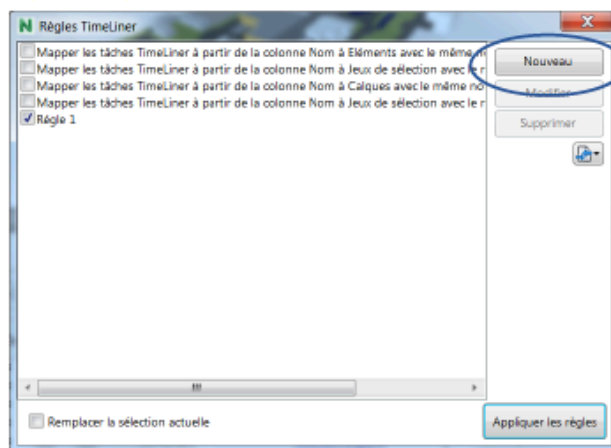 Règles TimeLiner
Mapper les tâches TimeLiner à partir de la colonne Nom à Eléments avec le même
Mapper les tâches TimeLiner à partir de la colonne Nom à Jeux de sélection avec le
Mapper les tâches TimeLiner à partir de la colonne Nom à Calques avec le même no
Mapper les tâches TimeLiner à partir de la colonne Nom à Jeux de sélection avec le r
Règle 1
Nouveau
Modifier
Supprimer
Remplacer la sélection actuelle
Appliquer les règles